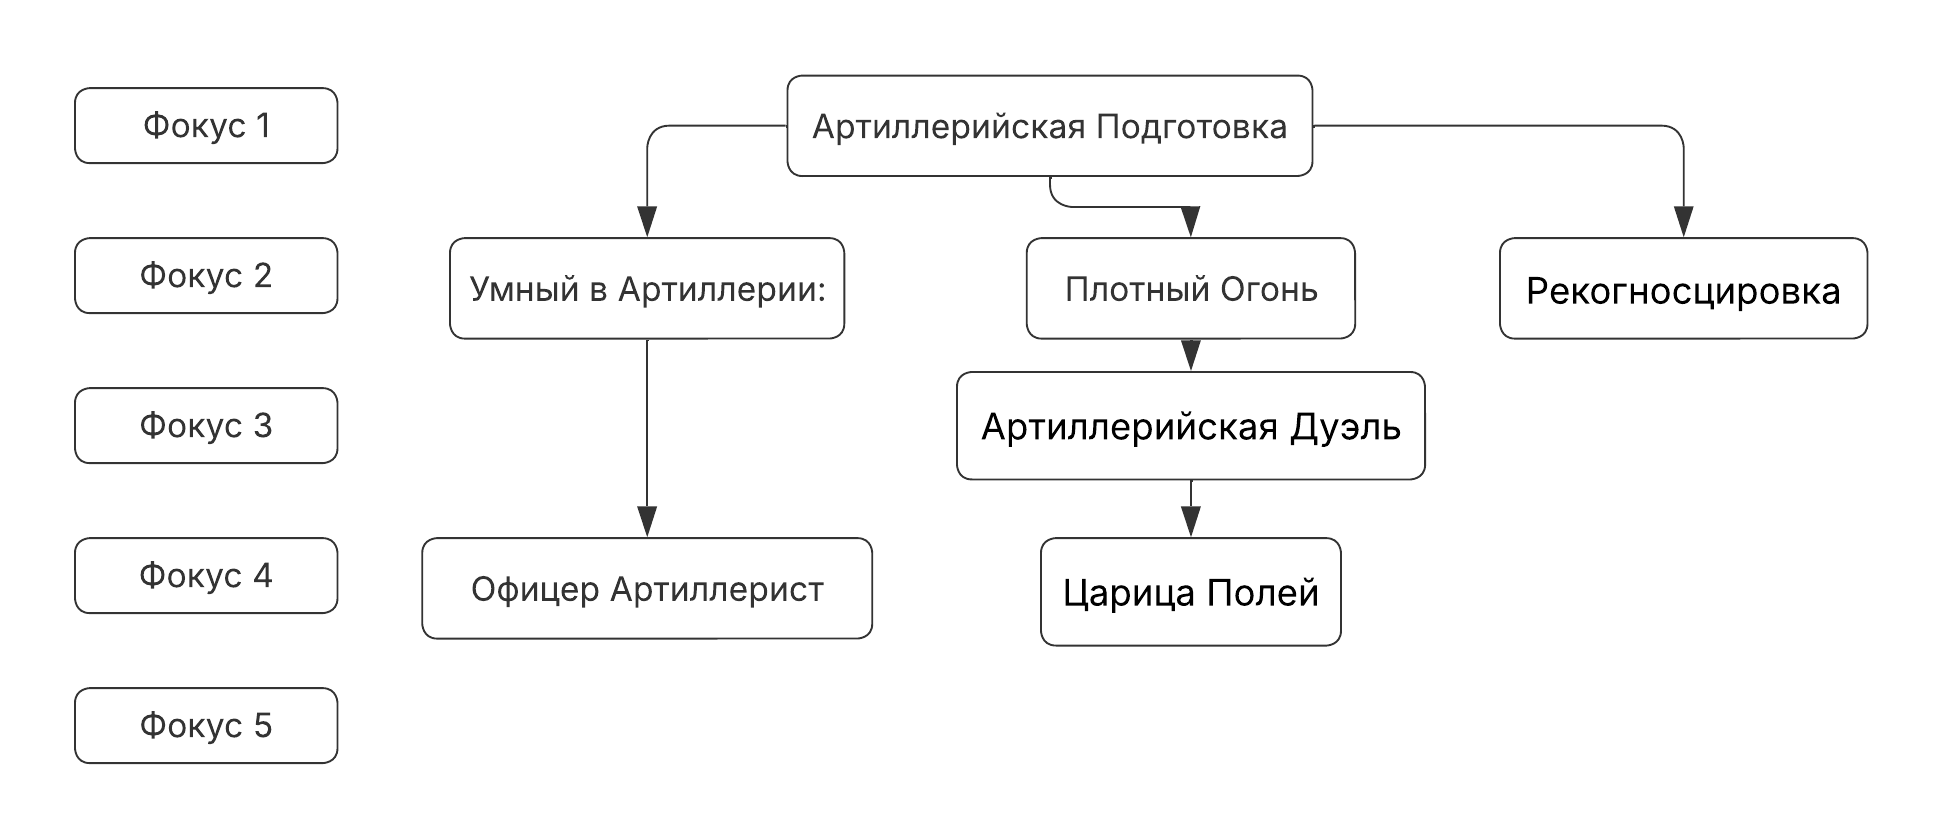 Фокус 1
Артиллерийская Подготовка
Фокус 2
Умный в Артиллерии:
Плотный Огонь
Рекогносцировка
Фокус 3
Артиллерийская Дуэль
Фокус 4
Офицер Артиллерист
Царица Полей
Фокус 5